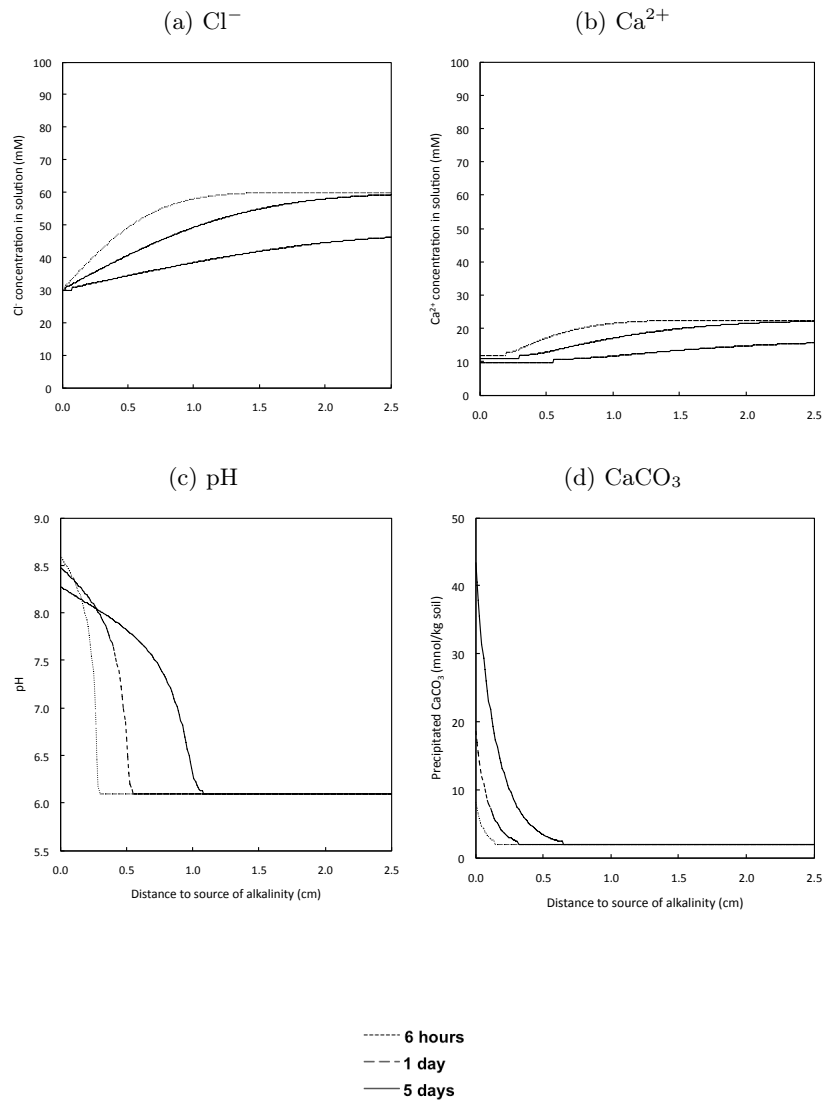 (a) Cl⁻
Cl⁻ concentration in solution (mM)
100
90
80
70
60
50
40
30
20
10
0
0.0 0.5 1.0 1.5 2.0 2.5
(b) Ca²⁺
Ca²⁺ concentration in solution (mM)
100
90
80
70
60
50
40
30
20
10
0
0.0 0.5 1.0 1.5 2.0 2.5
(c) pH
pH
9.0
8.5
8.0
7.5
7.0
6.5
6.0
5.5
0.0 0.5 1.0 1.5 2.0 2.5
Distance to source of alkalinity (cm)
(d) CaCO₃
Precipitated CaCO₃ (mnol/kg soil)
50
40
30
20
10
0
0.0 0.5 1.0 1.5 2.0 2.5
Distance to source of alkalinity (cm)
6 hours
1 day
5 days